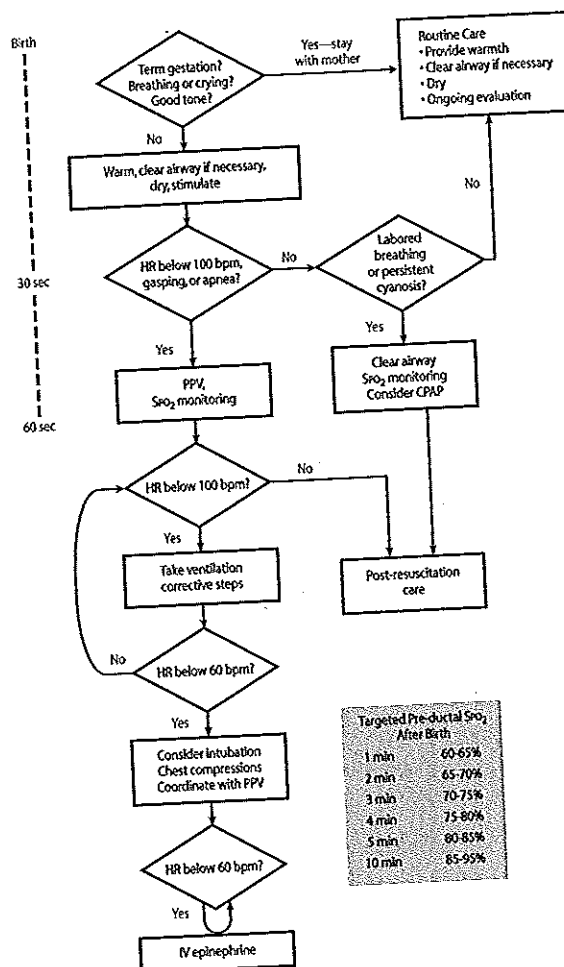 Birth
Term gestation?
Breathing or crying?
Good tone?
Yes—stay
with mother
Routine Care
• Provide warmth
• Clear airway if necessary
• Dry
• Ongoing evaluation
No
Warm, clear airway if necessary,
dry, stimulate
No
30 sec
HR below 100 bpm,
gasping, or apnea?
No
Labored
breathing
or persistent
cyanosis?
Yes
Yes
PPV,
SPO₂ monitoring
Clear airway
SPO₂ monitoring
Consider CPAP
60 sec
HR below 100 bpm?
No
Yes
Take ventilation
corrective steps
Post-resuscitation
care
No
HR below 60 bpm?
Yes
Consider intubation
Chest compressions
Coordinate with PPV
HR below 60 bpm?
Yes
IV epinephrine
Targeted Pre-ductal SPO₂
After Birth
1 min 60-65%
2 min 65-70%
3 min 70-75%
4 min 75-80%
5 min 80-85%
10 min 85-95%